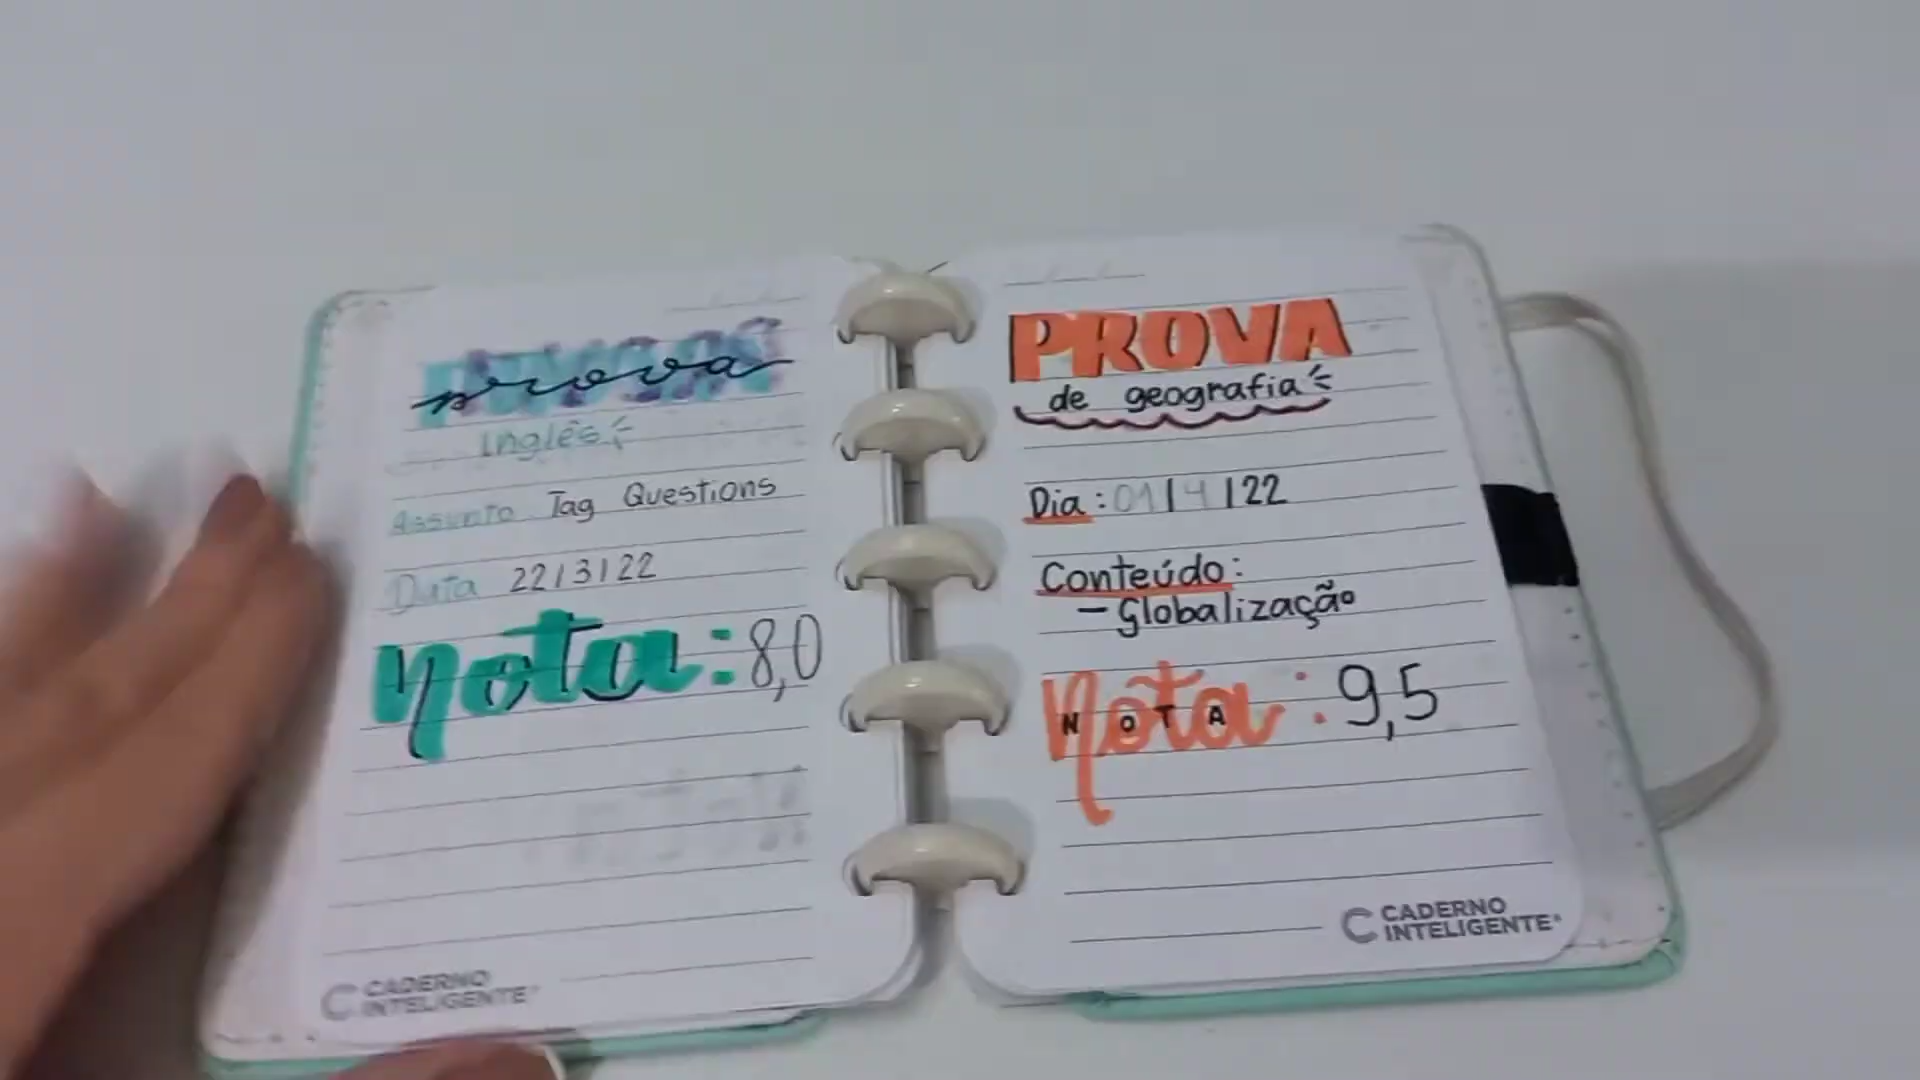 prova
Inglês
Assunto Tag Questions
Data 22/3/22
Nota: 8,0
CADERNO
INTELIGENTE
PROVA
de geografia
Dia: 01/4/22
Conteúdo:
- Globalização
Nota: 9,5
NOTA
CADERNO
INTELIGENTE